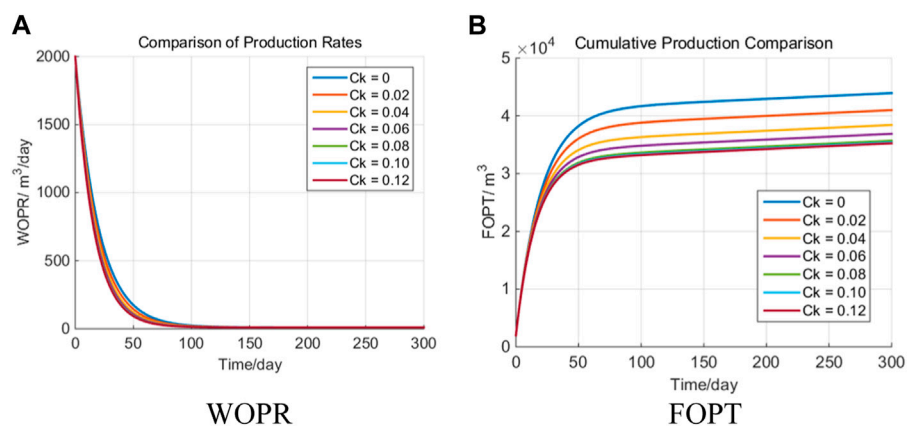 A
Comparison of Production Rates
2000
1500
1000
500
0
WOPR/ m³/day
0 50 100 150 200 250 300
Time/day
Ck = 0
Ck = 0.02
Ck = 0.04
Ck = 0.06
Ck = 0.08
Ck = 0.10
Ck = 0.12
WOPR
B
×10⁴
Cumulative Production Comparison
5
4
3
2
1
0
FOPT/ m³
0 50 100 150 200 250 300
Time/day
Ck = 0
Ck = 0.02
Ck = 0.04
Ck = 0.06
Ck = 0.08
Ck = 0.10
Ck = 0.12
FOPT